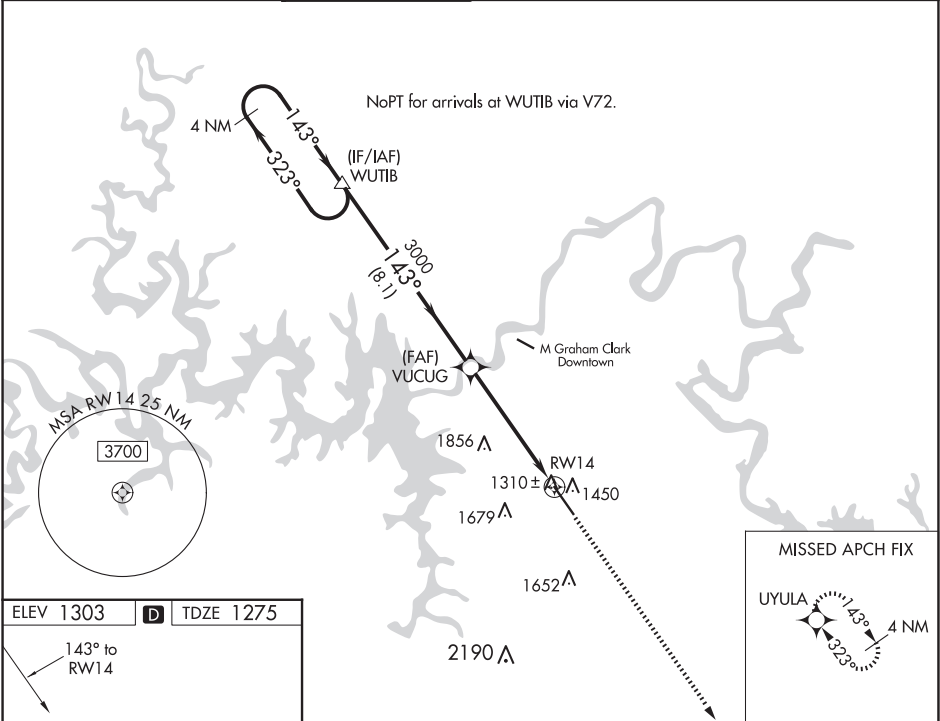 NoPT for arrivals at WUTIB via V72.
4 NM
143°
323°
(IF/IAF)
WUTIB
3000
143°
(8.1)
(FAF)
VUCUG
M Graham Clark
Downtown
MSA RW14 25 NM
3700
1856
RW14
1310 ±
1450
1679
1652
2190
ELEV 1303 D TDZE 1275
143° to
RW14
MISSED APCH FIX
UYULA
143°
4 NM
323°